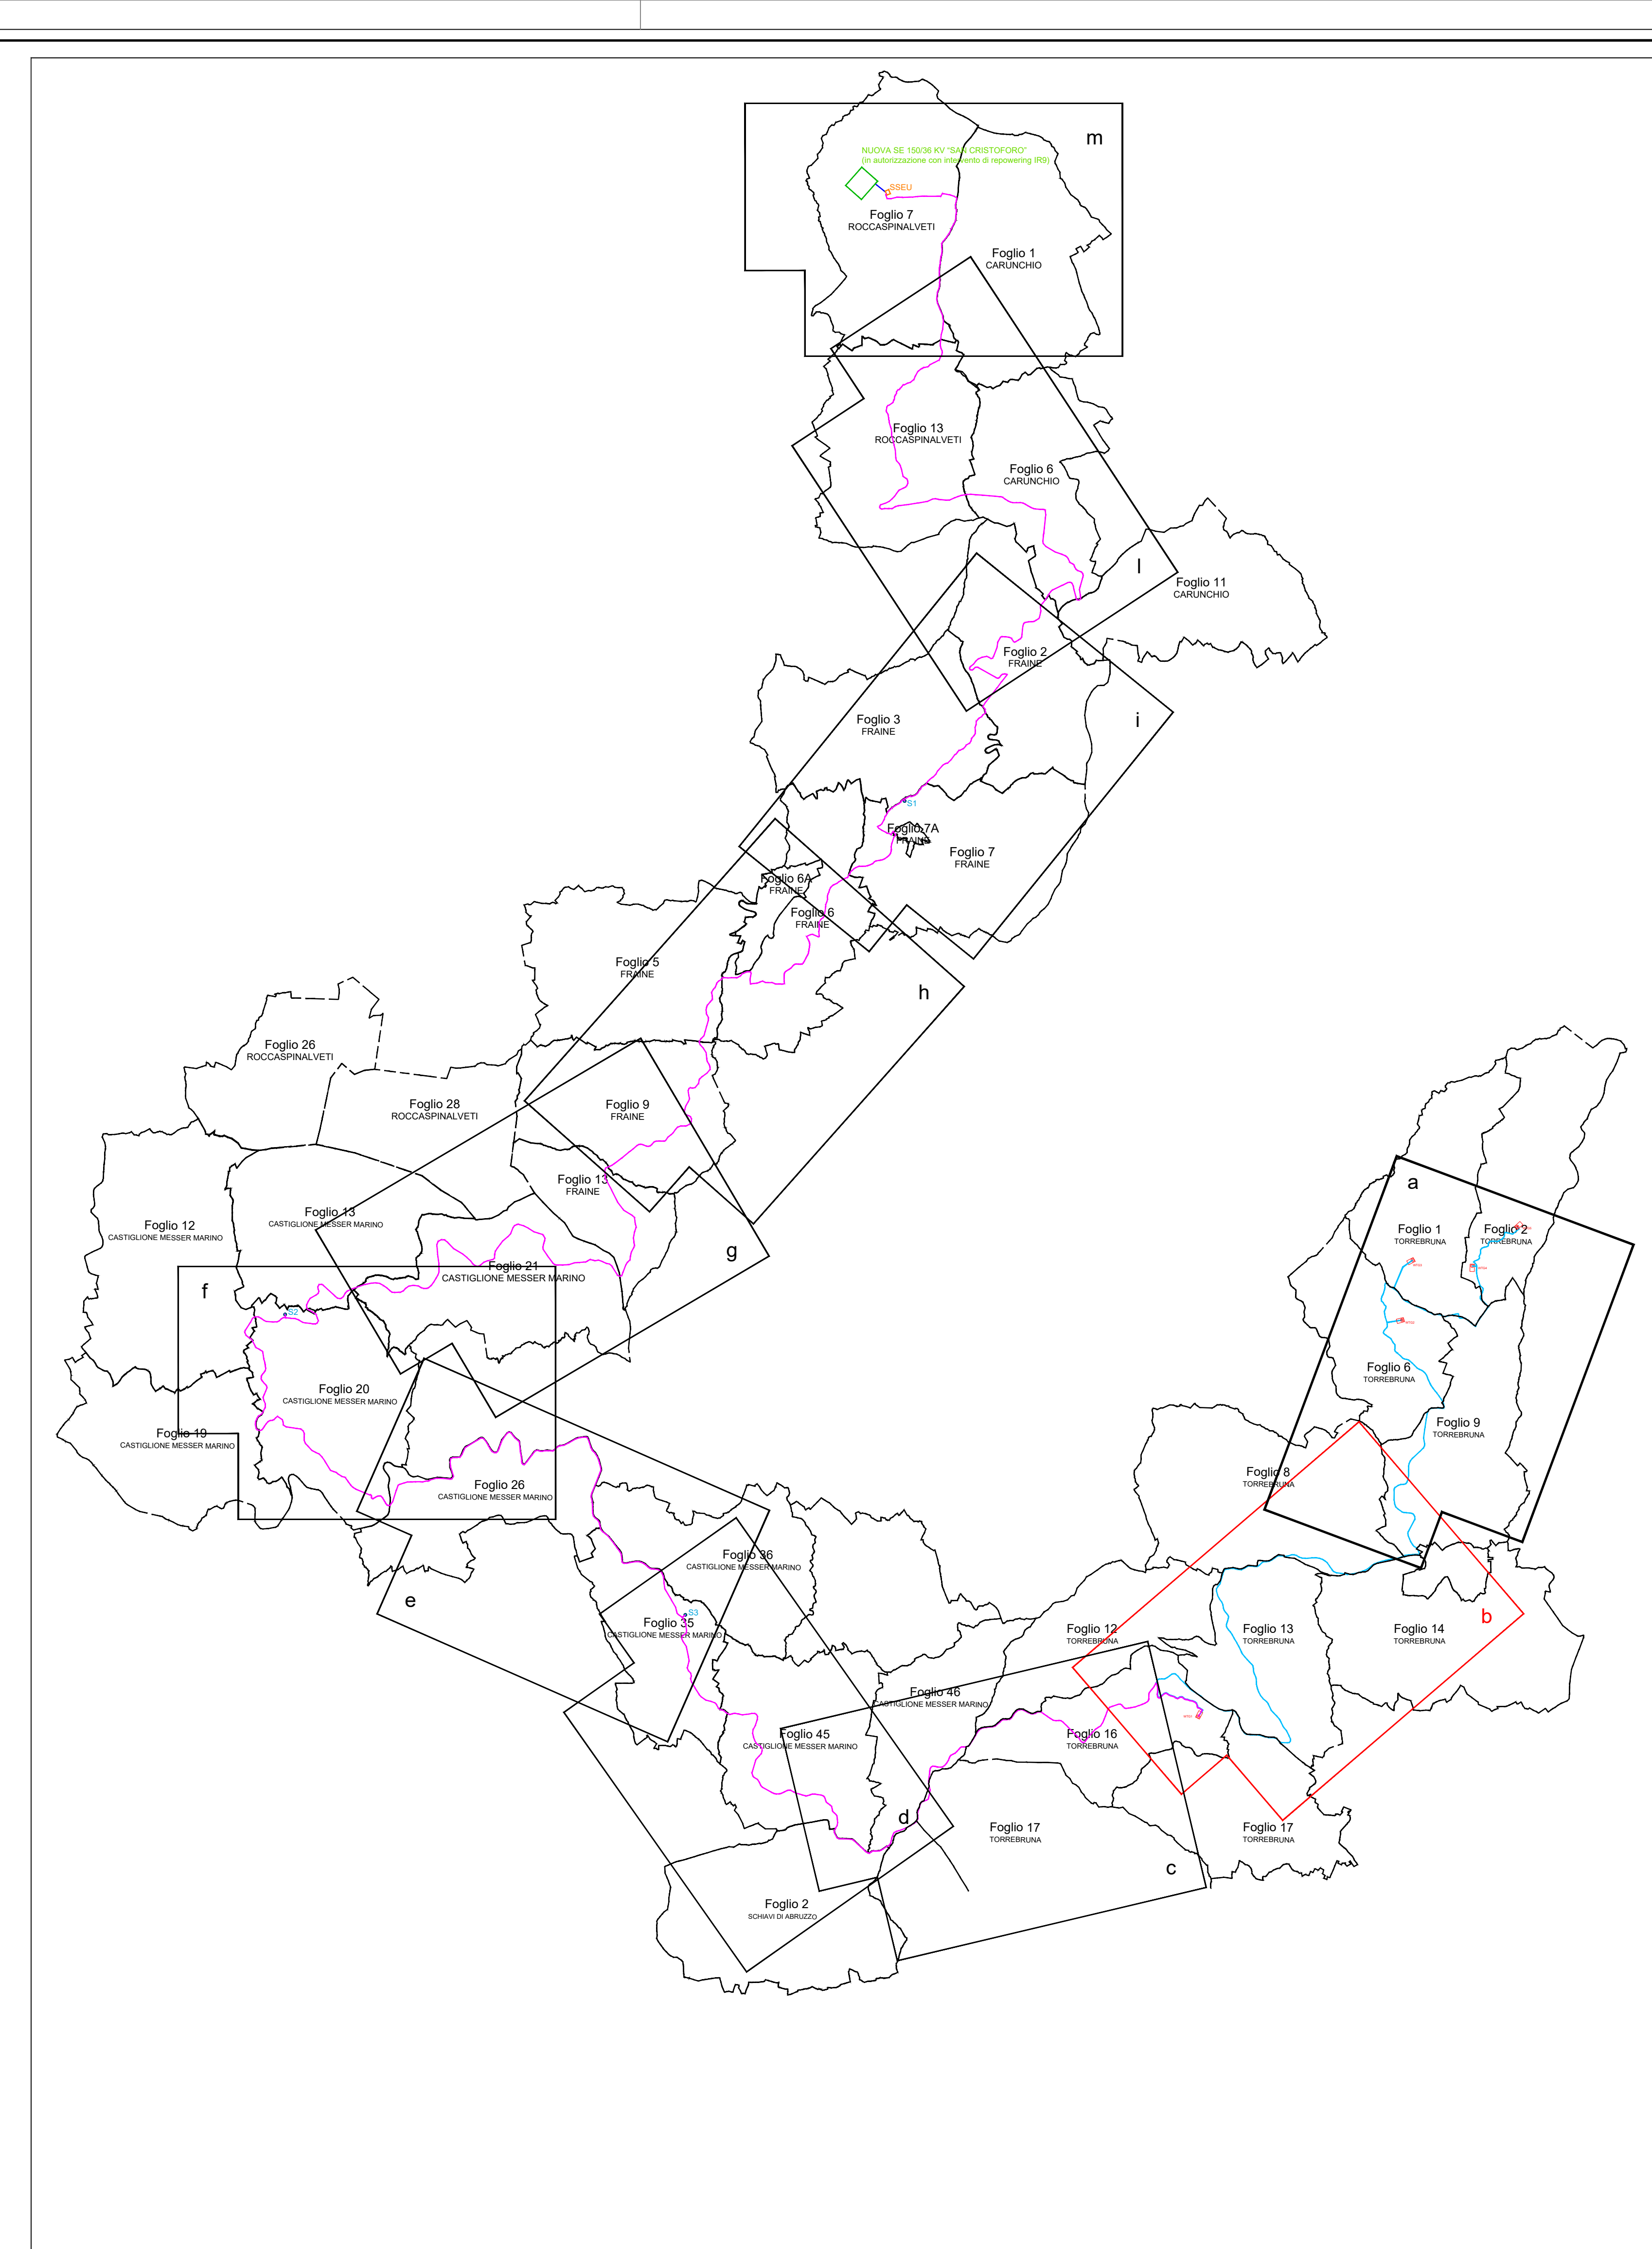 m
NUOVA SE 150/36 KV "SAN CRISTOFORO"
(in autorizzazione con intervento di repowering IR9)
SSEU
Foglio 7
ROCCASPINALVETI
Foglio 1
CARUNCHIO
Foglio 13
ROCCASPINALVETI
Foglio 6
CARUNCHIO
l
Foglio 11
CARUNCHIO
Foglio 2
FRAINE
i
Foglio 3
FRAINE
S1
Foglio 7A
FRAINE
Foglio 7
FRAINE
Foglio 6A
FRAINE
Foglio 6
FRAINE
Foglio 5
FRAINE
h
Foglio 26
ROCCASPINALVETI
Foglio 28
ROCCASPINALVETI
Foglio 9
FRAINE
Foglio 13
FRAINE
Foglio 12
CASTIGLIONE MESSER MARINO
Foglio 13
CASTIGLIONE MESSER MARINO
g
Foglio 21
CASTIGLIONE MESSER MARINO
f
S2
a
Foglio 1
TORREBRUNA
Foglio 2
TORREBRUNA
Foglio 6
TORREBRUNA
Foglio 20
CASTIGLIONE MESSER MARINO
Foglio 19
CASTIGLIONE MESSER MARINO
Foglio 9
TORREBRUNA
Foglio 8
TORREBRUNA
Foglio 26
CASTIGLIONE MESSER MARINO
Foglio 36
CASTIGLIONE MESSER MARINO
e
S3
Foglio 35
CASTIGLIONE MESSER MARINO
b
Foglio 12
TORREBRUNA
Foglio 13
TORREBRUNA
Foglio 14
TORREBRUNA
Foglio 46
CASTIGLIONE MESSER MARINO
Foglio 45
CASTIGLIONE MESSER MARINO
Foglio 16
TORREBRUNA
d
Foglio 17
TORREBRUNA
Foglio 17
TORREBRUNA
c
Foglio 2
SCHIAVI DI ABRUZZO